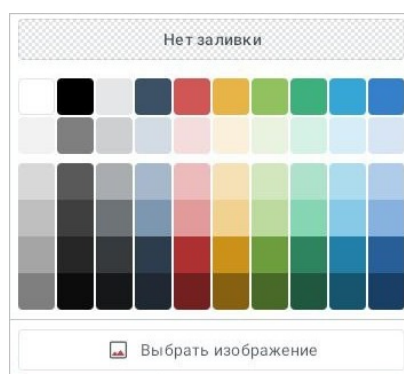 Нет заливки
Выбрать изображение